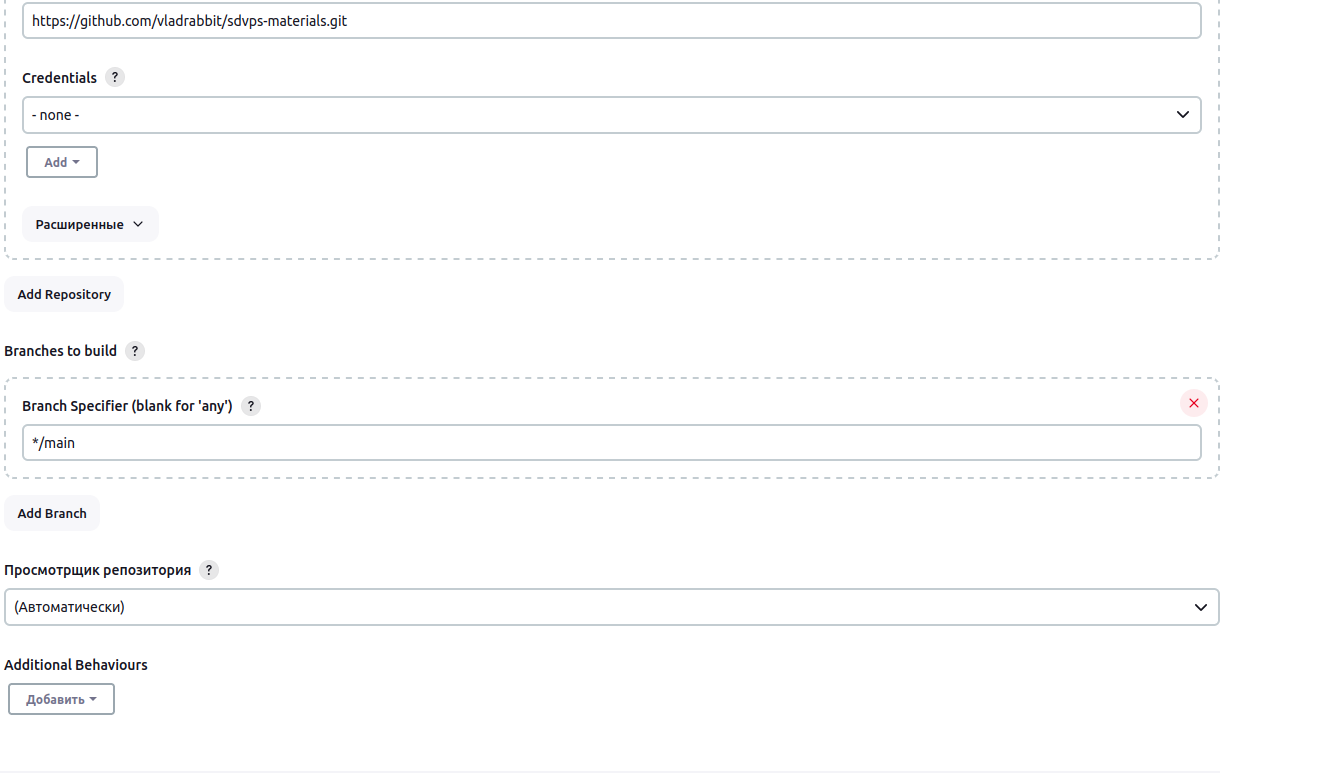 https://github.com/vladrabbit/sdvps-materials.git
Credentials ?
- none -
Add
Расширенные
Add Repository
Branches to build ?
Branch Specifier (blank for 'any') ?
*/main
Add Branch
Просмотрщик репозитория ?
(Автоматически)
Additional Behaviours
Добавить